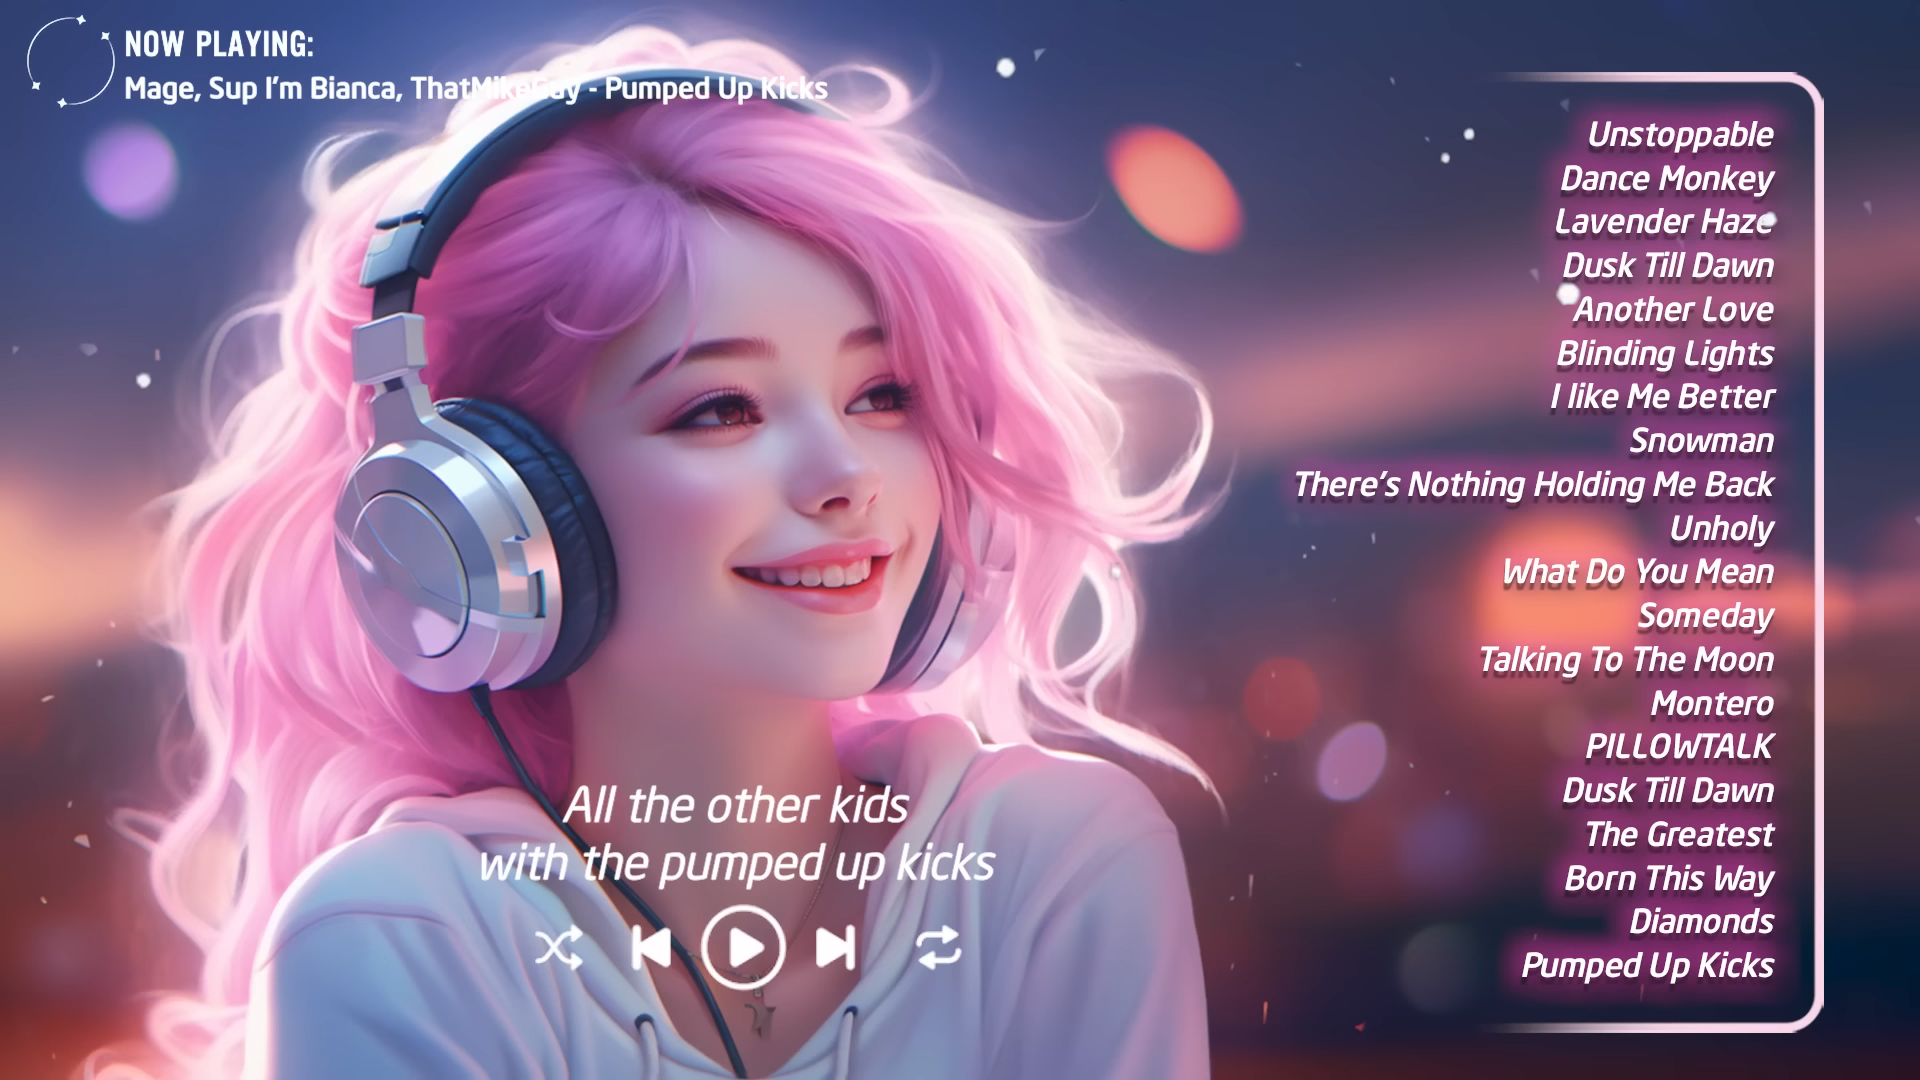 NOW PLAYING:
Mage, Sup I'm Bianca, ThatMikeGuy - Pumped Up Kicks
Unstoppable
Dance Monkey
Lavender Haze
Dusk Till Dawn
Another Love
Blinding Lights
I like Me Better
Snowman
There's Nothing Holding Me Back
Unholy
What Do You Mean
Someday
Talking To The Moon
Montero
PILLOWTALK
Dusk Till Dawn
The Greatest
Born This Way
Diamonds
Pumped Up Kicks
All the other kids
with the pumped up kicks